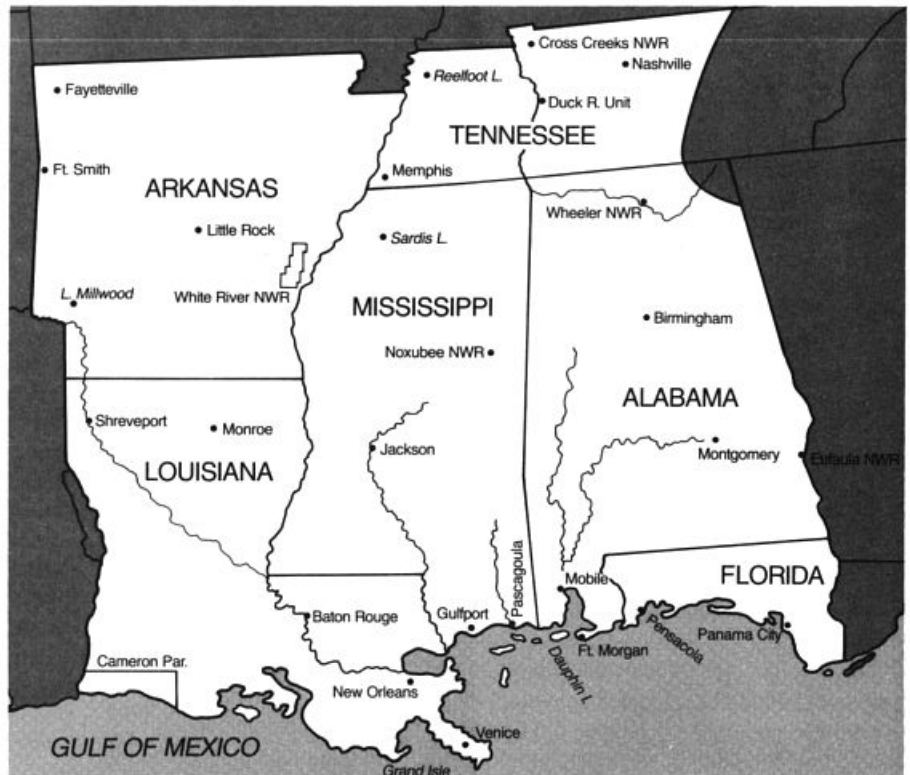 Cross Creeks NWR
Nashville
Reelfoot L.
Fayetteville
Duck R. Unit
TENNESSEE
Ft. Smith
Memphis
ARKANSAS
Wheeler NWR
Little Rock
Sardis L.
L. Millwood
White River NWR
MISSISSIPPI
Birmingham
Noxubee NWR
ALABAMA
Shreveport
Monroe
Jackson
Montgomery
Eufaula NWR
LOUISIANA
Pascagoula
Mobile
FLORIDA
Baton Rouge
Gulfport
Pensacola
Panama City
Ft. Morgan
Dauphin I.
Cameron Par.
New Orleans
Venice
GULF OF MEXICO
Grand Isle